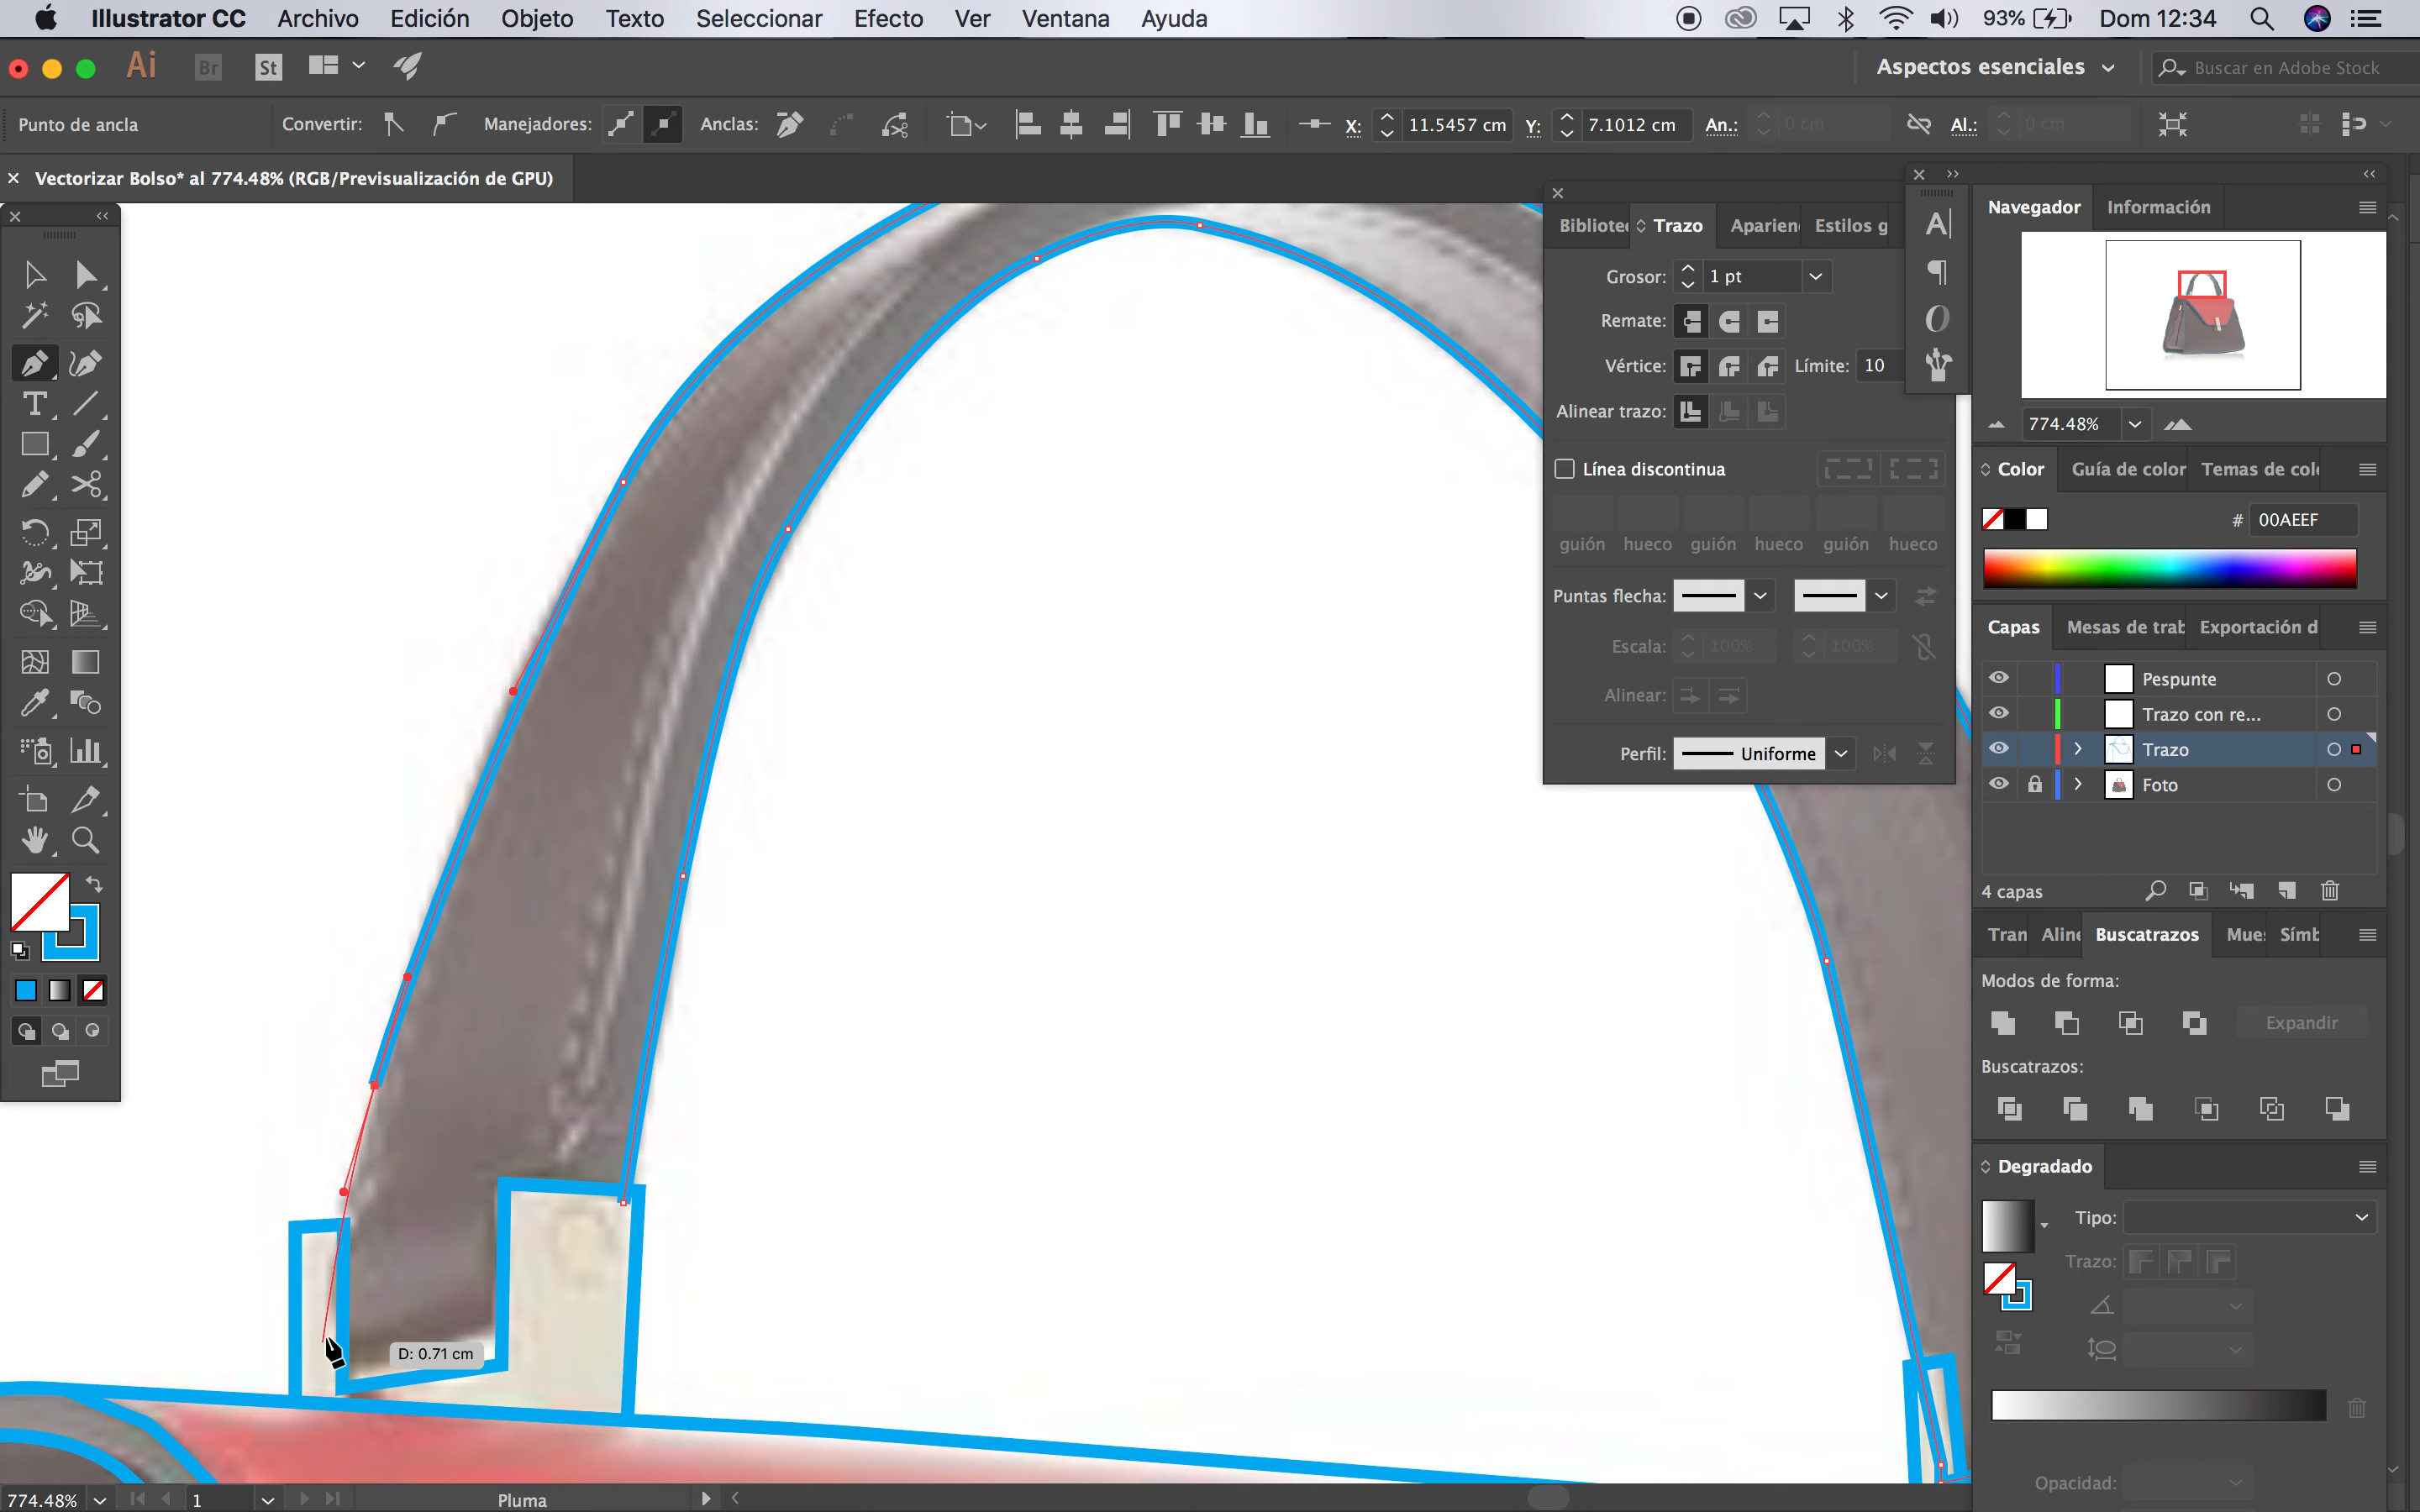 Illustrator CC Archivo Edición Objeto Texto Seleccionar Efecto Ver Ventana Ayuda 93% Dom 12:34
Ai Br St Aspectos esenciales Buscar en Adobe Stock
Punto de ancla Convertir: Manejadores: Anclas: X: 11.5457 cm Y: 7.1012 cm An.: 0 cm Al.: 0 cm
Vectorizar Bolso* al 774.48% (RGB/Previsualización de GPU)
Bibliote Trazo Aparien Estilos g
Grosor: 1 pt
Remate:
Vértice: Límite: 10
Alinear trazo:
Línea discontinua
guión hueco guión hueco guión hueco
Puntas flecha:
Escala: 100% 100%
Alinear:
Perfil: Uniforme
Navegador Información
774.48%
Color Guía de color Temas de col
# 00AEEF
Capas Mesas de trab Exportación d
Pespunte
Trazo con re...
Trazo
Foto
4 capas
Tran Aline Buscatrazos Mues Símb
Modos de forma:
Expandir
Buscatrazos:
Degradado
Tipo:
Trazo:
Opacidad:
D: 0.71 cm
774.48% 1 Pluma